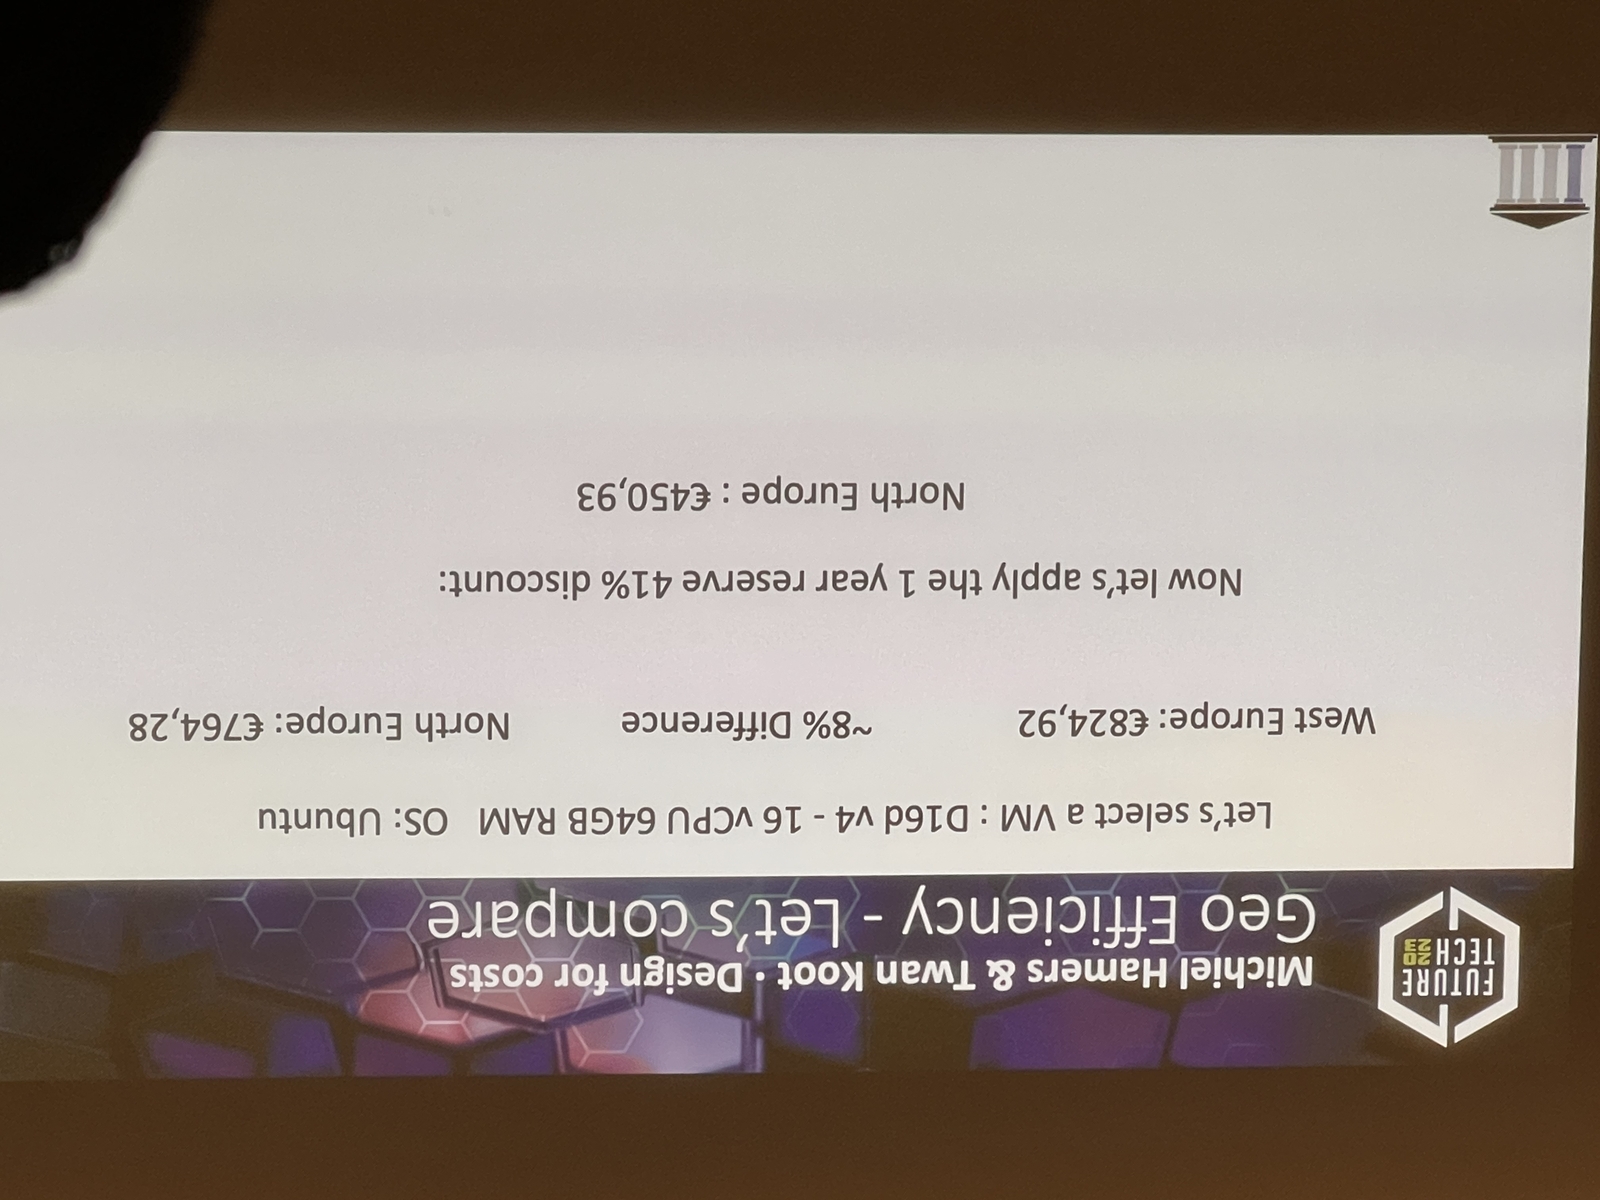 FUTURE
TECH 2023
Michiel Hamers & Twan Koot · Design for costs
Geo Efficiency - Let's compare
Let's select a VM : D16d v4 - 16 vCPU 64GB RAM OS: Ubuntu
West Europe: €824,92 ~8% Difference North Europe: €764,28
Now let's apply the 1 year reserve 41% discount:
North Europe : €450,93